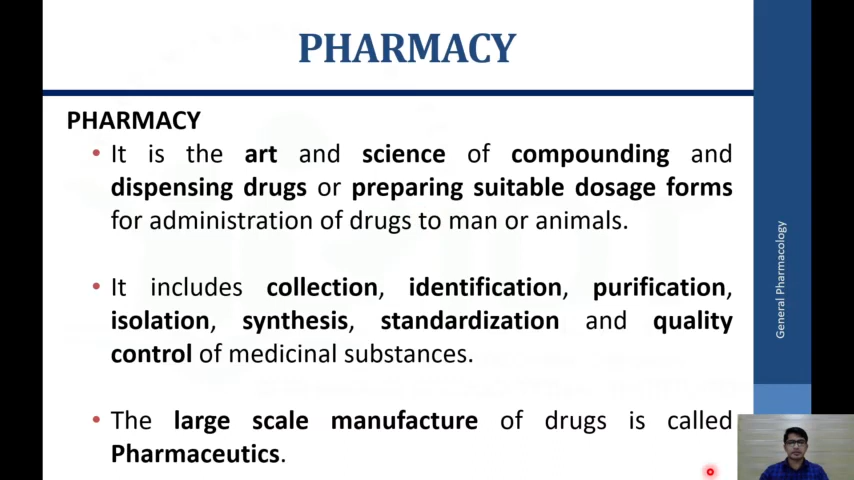 PHARMACY
PHARMACY
• It is the art and science of compounding and
dispensing drugs or preparing suitable dosage forms
for administration of drugs to man or animals.
• It includes collection, identification, purification,
isolation, synthesis, standardization and quality
control of medicinal substances.
• The large scale manufacture of drugs is called
Pharmaceutics.
General Pharmacology